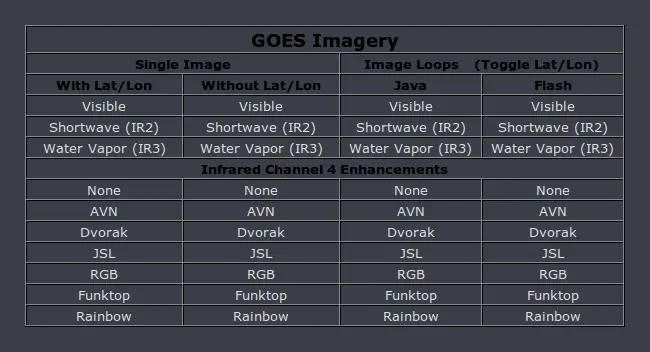 GOES Imagery
Single Image Image Loops (Toggle Lat/Lon)
With Lat/Lon Without Lat/Lon Java Flash
Visible Visible Visible Visible
Shortwave (IR2) Shortwave (IR2) Shortwave (IR2) Shortwave (IR2)
Water Vapor (IR3) Water Vapor (IR3) Water Vapor (IR3) Water Vapor (IR3)
Infrared Channel 4 Enhancements
None None None None
AVN AVN AVN AVN
Dvorak Dvorak Dvorak Dvorak
JSL JSL JSL JSL
RGB RGB RGB RGB
Funktop Funktop Funktop Funktop
Rainbow Rainbow Rainbow Rainbow